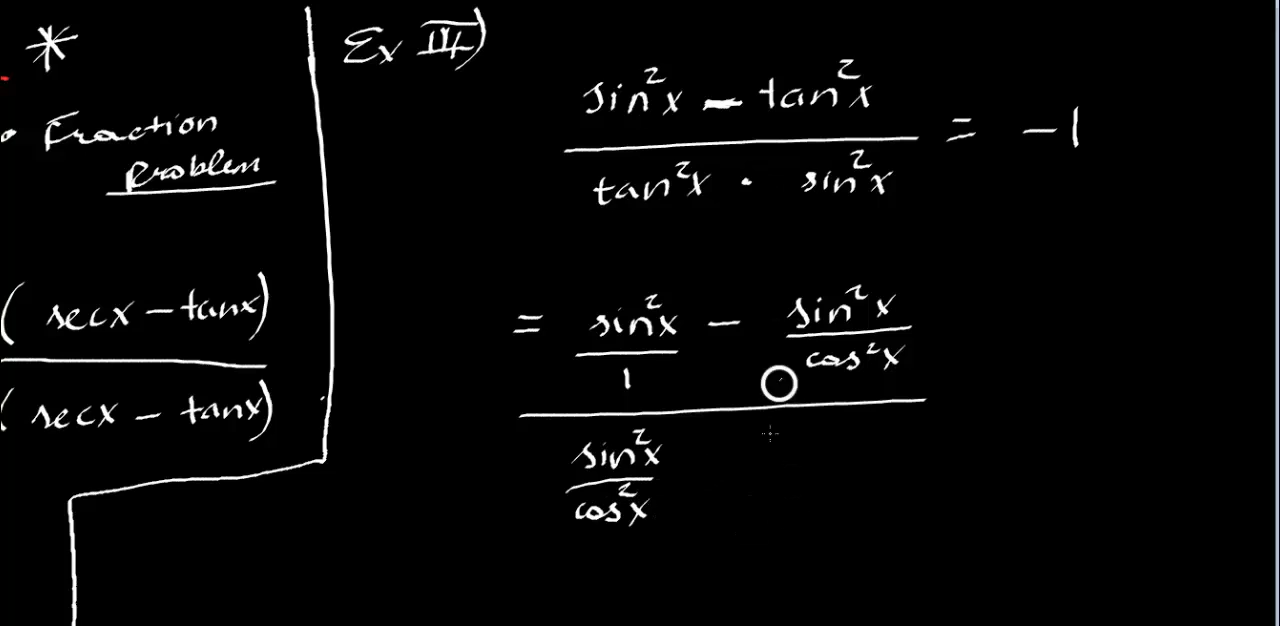 *
• Fraction
problem
(secx - tanx)
(secx - tanx)
Ex IV)
sin²x - tan²x
tan²x · sin²x
= -1
= sin²x/1 - sin²x/cos²x
sin²x/cos²x